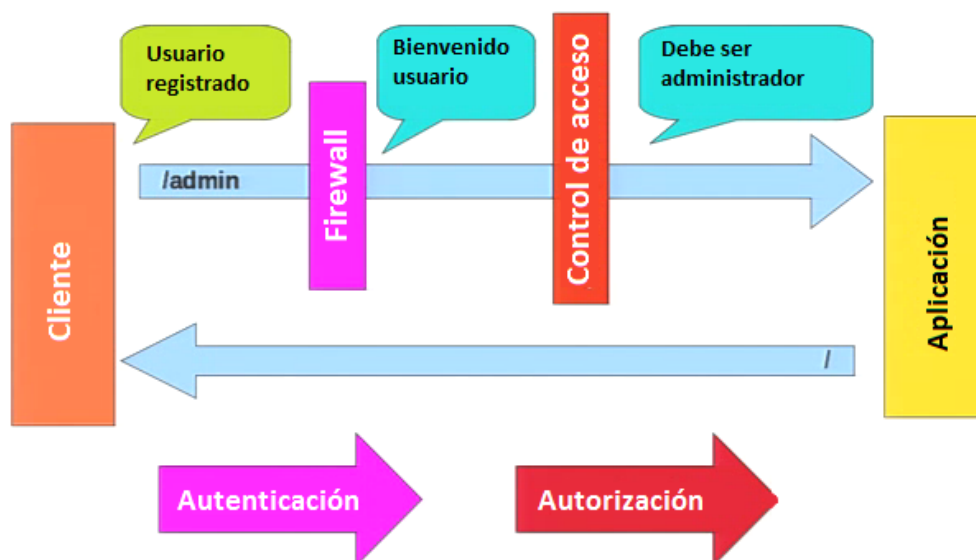 Usuario
registrado
Bienvenido
usuario
Debe ser
administrador
Cliente
/admin
Firewall
Control de acceso
Aplicación
/
Autenticación
Autorización